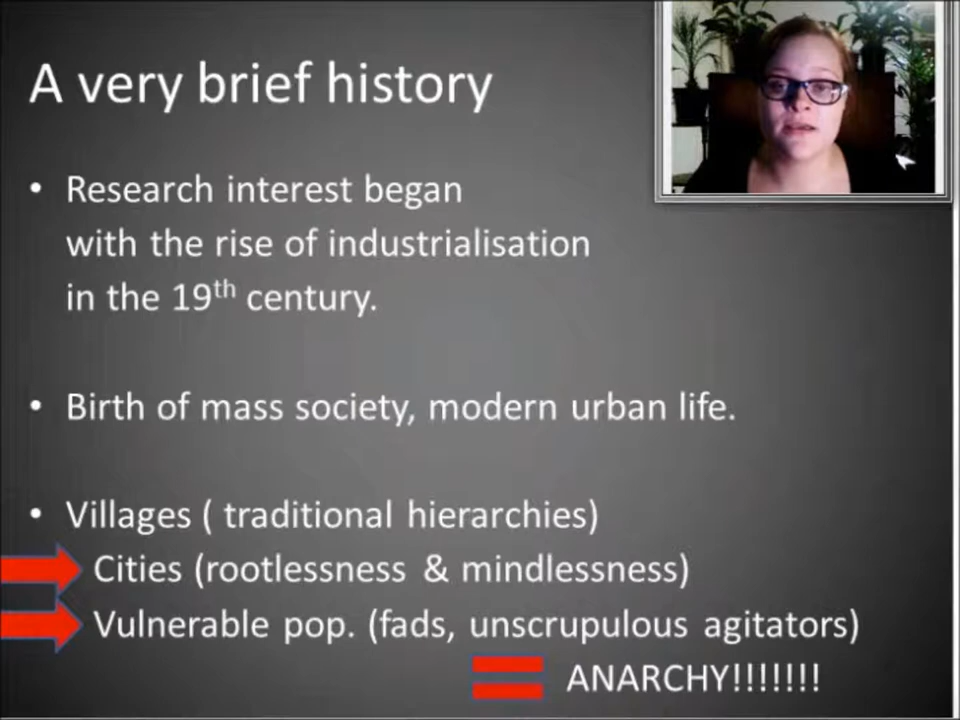 A very brief history
• Research interest began
with the rise of industrialisation
in the 19th century.
• Birth of mass society, modern urban life.
• Villages ( traditional hierarchies)
Cities (rootlessness & mindlessness)
Vulnerable pop. (fads, unscrupulous agitators)
ANARCHY!!!!!!!